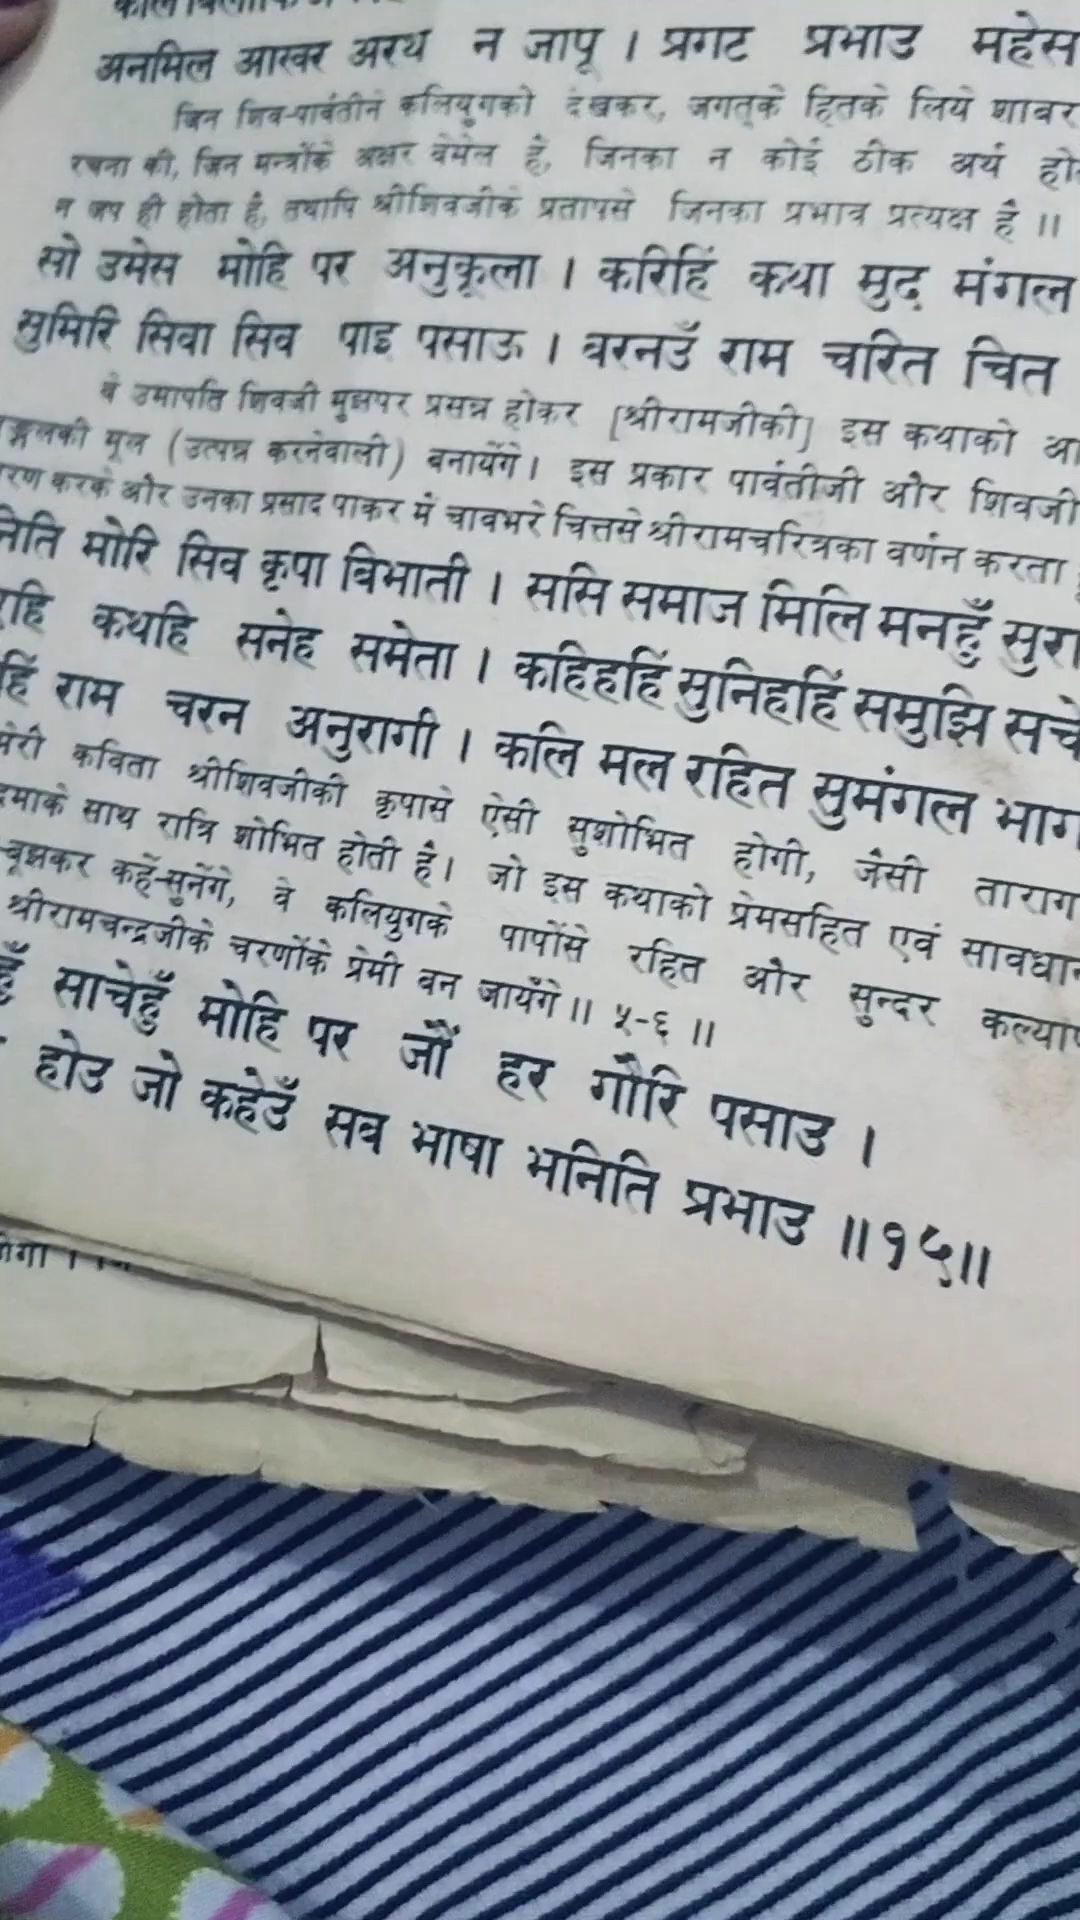 अनमिल आखर अरथ न जापू । प्रगट प्रभाउ महेस
जिन शिव-पार्वतीने कलियुगको देखकर, जगत्‌के हितके लिये शाबर
रचना की, जिन मन्त्रोंके अक्षर बेमेल हैं, जिनका न कोई ठीक अर्थ
न जप ही होता है, तथापि श्रीशिवजीके प्रतापसे जिनका प्रभाव प्रत्यक्ष है ॥
सो उमेस मोहि पर अनुकूला । करिहिं कथा मुद मंगल
सुमिरि सिवा सिव पाइ पसाऊ । बरनउँ राम चरित चित
वे उमापति शिवजी मुझपर प्रसन्न होकर [श्रीरामजीकी] इस कथाको
मूल (उत्पन्न करनेवाली) बनायेंगे। इस प्रकार पार्वतीजी और शिवजी
करके और उनका प्रसाद पाकर मैं चावभरे चित्तसे श्रीरामचरित्रका वर्णन करता
मोरि सिव कृपा बिभाती । ससि समाज मिलि मनहुँ सुरा
कथहि सनेह समेता । कहिहहिं सुनिहहिं समुझि सचे
राम चरन अनुरागी । कलि मल रहित सुमंगल भाग
मेरी कविता श्रीशिवजीकी कृपासे ऐसी सुशोभित होगी, जैसी ताराग
साथ रात्रि शोभित होती है। जो इस कथाको प्रेमसहित एवं सावधान
बूझकर कहें-सुनेंगे, वे कलियुगके पापोंसे रहित और सुन्दर कल्या
श्रीरामचन्द्रजीके चरणोंके प्रेमी बन जायँगे ॥ ५-६ ॥
साचेहुँ मोहि पर जौं हर गौरि पसाउ ।
होउ जो कहेउँ सब भाषा भनिति प्रभाउ ॥१५॥